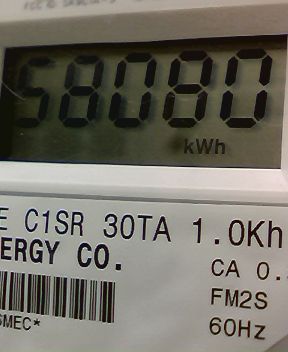 58080
kWh
E C1SR 30TA 1.0Kh
ERGY CO.
CA 0.
FM2S
SMEC*
60Hz